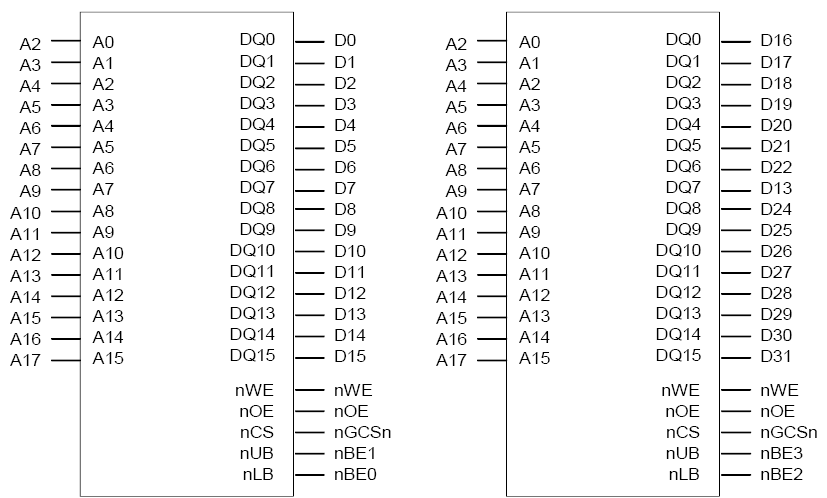 A2 A0 DQ0 D0 A2 A0 DQ0 D16
A3 A1 DQ1 D1 A3 A1 DQ1 D17
A4 A2 DQ2 D2 A4 A2 DQ2 D18
A5 A3 DQ3 D3 A5 A3 DQ3 D19
A6 A4 DQ4 D4 A6 A4 DQ4 D20
A7 A5 DQ5 D5 A7 A5 DQ5 D21
A8 A6 DQ6 D6 A8 A6 DQ6 D22
A9 A7 DQ7 D7 A9 A7 DQ7 D13
A10 A8 DQ8 D8 A10 A8 DQ8 D24
A11 A9 DQ9 D9 A11 A9 DQ9 D25
A12 A10 DQ10 D10 A12 A10 DQ10 D26
A13 A11 DQ11 D11 A13 A11 DQ11 D27
A14 A12 DQ12 D12 A14 A12 DQ12 D28
A15 A13 DQ13 D13 A15 A13 DQ13 D29
A16 A14 DQ14 D14 A16 A14 DQ14 D30
A17 A15 DQ15 D15 A17 A15 DQ15 D31
nWE nWE nWE nWE
nOE nOE nOE nOE
nCS nGCSn nCS nGCSn
nUB nBE1 nUB nBE3
nLB nBE0 nLB nBE2